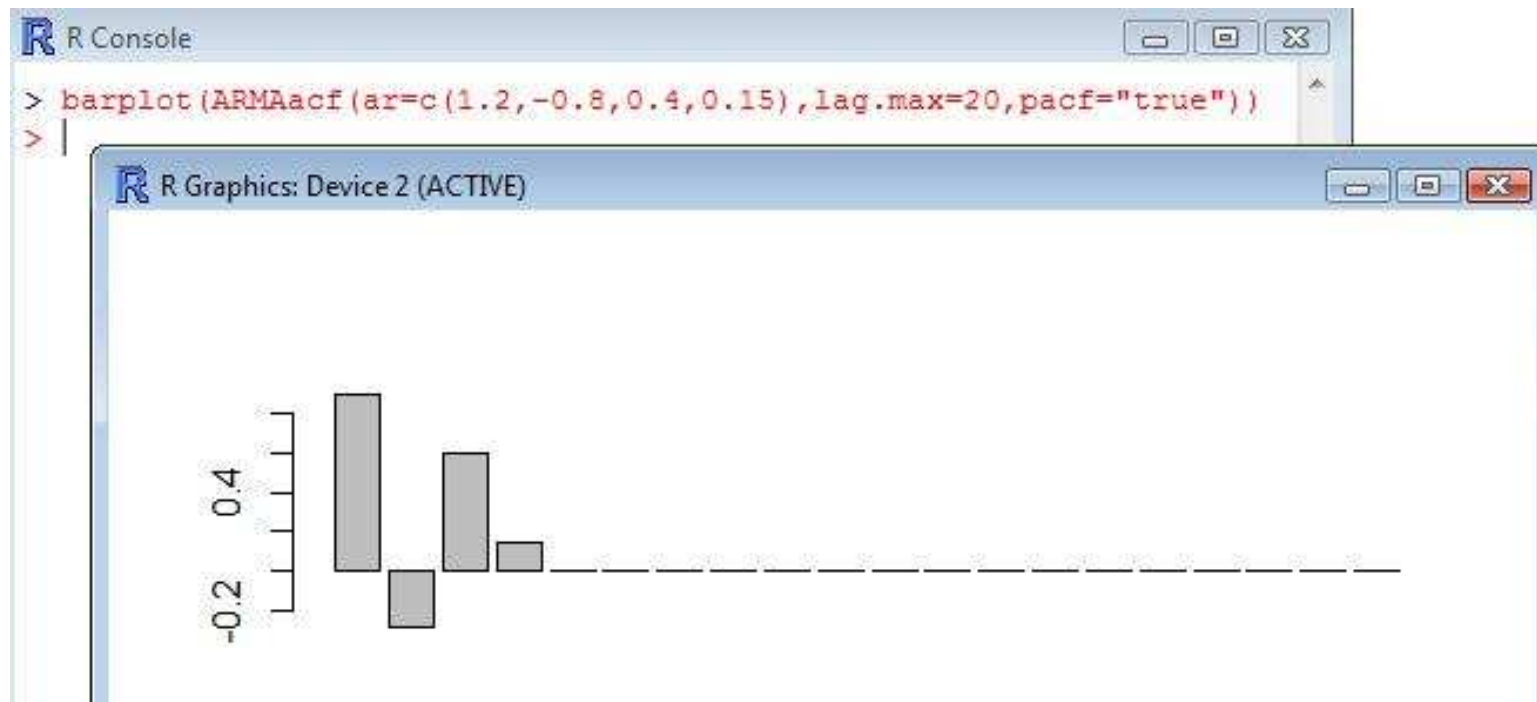 R R Console
> barplot(ARMAacf(ar=c(1.2,-0.8,0.4,0.15),lag.max=20,pacf="true"))
>
R R Graphics: Device 2 (ACTIVE)
0.4
-0.2